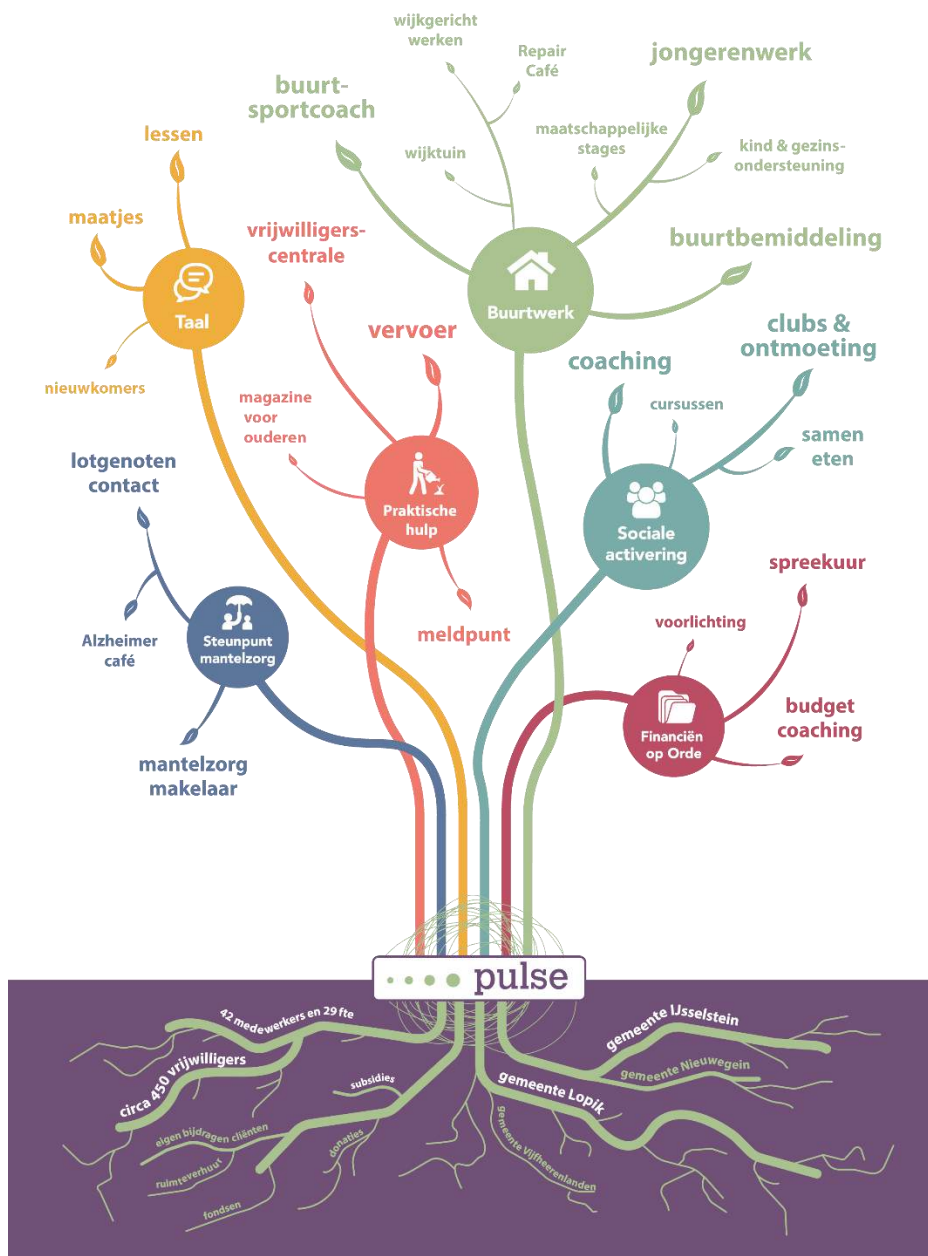 wijkgericht
werken
Repair
Café
jongerenwerk
buurt-
sportcoach
maatschappelijke
stages
kind & gezins-
ondersteuning
wijktuin
lessen
maatjes
vrijwilligers-
centrale
buurtbemiddeling
Taal
Buurtwerk
nieuwkomers
vervoer
clubs &
ontmoeting
coaching
cursussen
magazine
voor
ouderen
samen
eten
lotgenoten
contact
Praktische
hulp
Sociale
activering
spreekuur
meldpunt
voorlichting
Alzheimer
café
Steunpunt
mantelzorg
budget
coaching
Financiën
op Orde
mantelzorg
makelaar
pulse
42 medewerkers en 29 fte
gemeente IJsselstein
circa 450 vrijwilligers
gemeente Nieuwegein
subsidies
gemeente Lopik
eigen bijdragen cliënten
donaties
gemeente Vijfheerenlanden
ruimteverhuur
fondsen